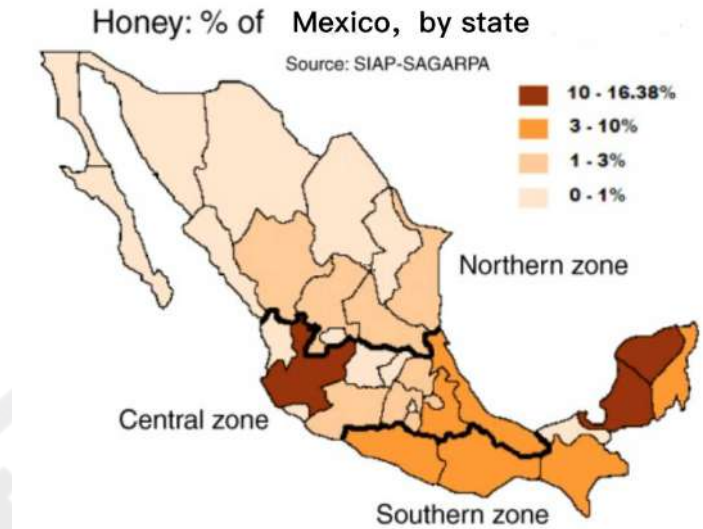 Honey: % of Mexico, by state
Source: SIAP-SAGARPA
10 - 16.38%
3 - 10%
1 - 3%
0 - 1%
Northern zone
Central zone
Southern zone